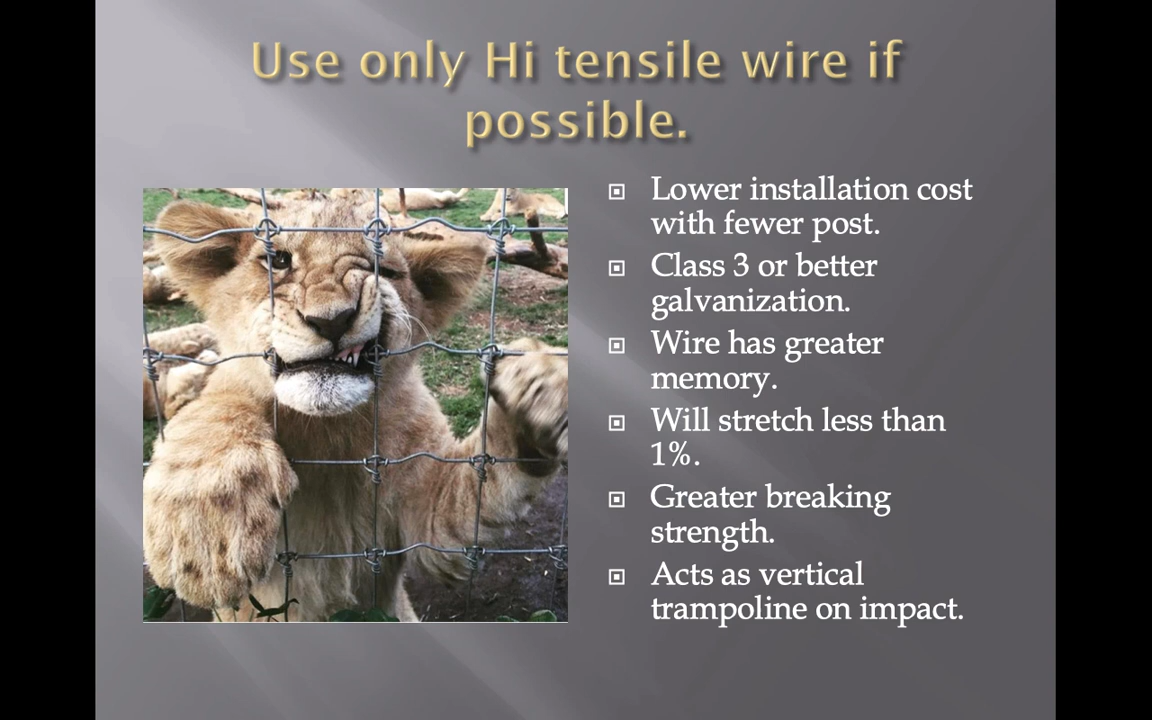 Use only Hi tensile wire if
possible.
Lower installation cost
with fewer post.
Class 3 or better
galvanization.
Wire has greater
memory.
Will stretch less than
1%.
Greater breaking
strength.
Acts as vertical
trampoline on impact.